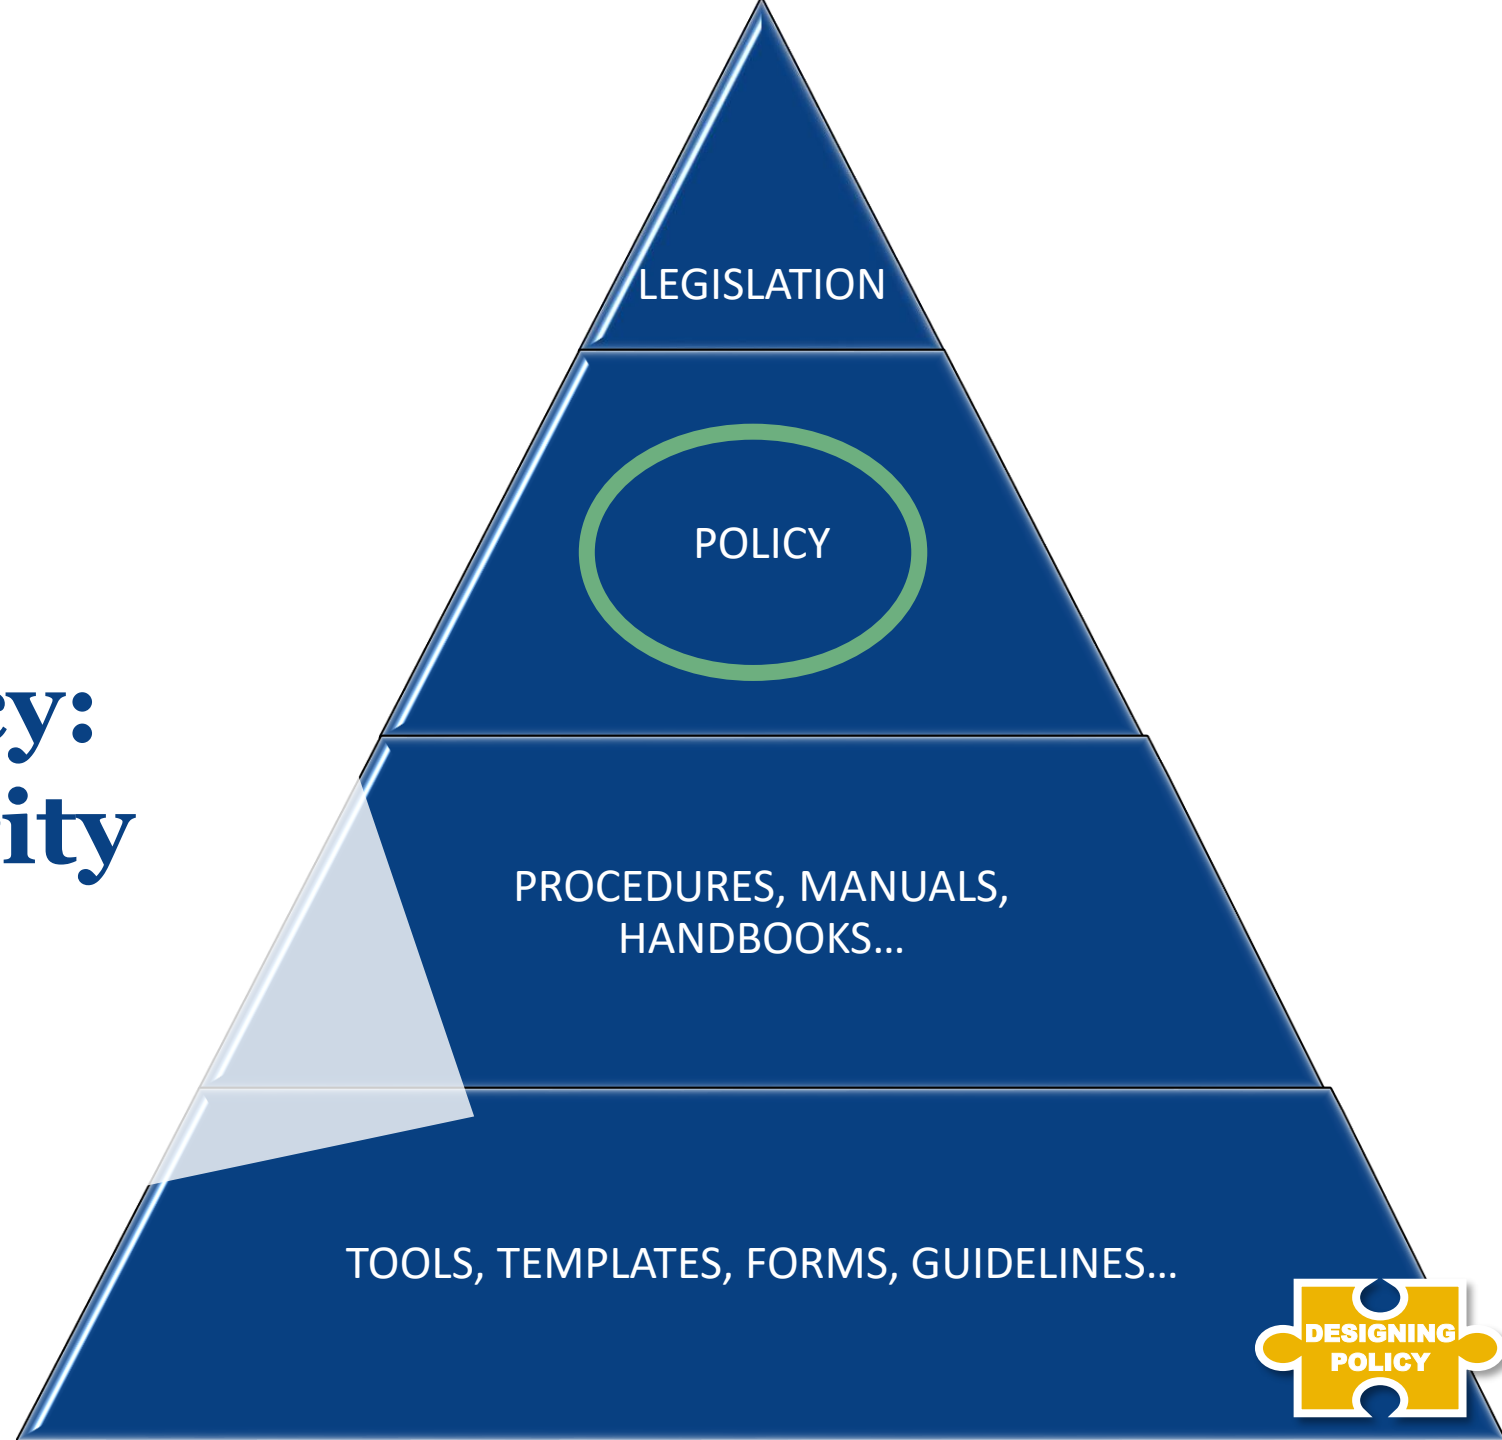 LEGISLATION
POLICY
PROCEDURES, MANUALS,
HANDBOOKS...
TOOLS, TEMPLATES, FORMS, GUIDELINES...
DESIGNING
POLICY